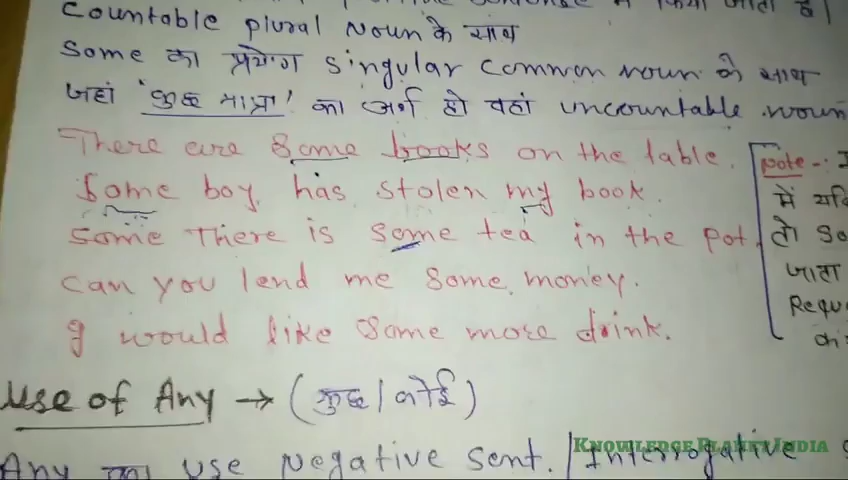 में किया जाता है।
Countable plural Noun के साथ
Some का प्रयोग Singular Common noun के साथ
जहां 'कुछ मात्रा' का अर्थ हो वहां uncountable noun
There are Some books on the table.
Some boy has stolen my book.
Some There is some tea in the pot.
Can you lend me some money.
I would like Some more drink.
Note -:
में यदि
तो So
जाता
Requ
Use of Any → (कुछ / कोई)
Any का use Negative Sent. / Interrogative S
Knowledge Planet India